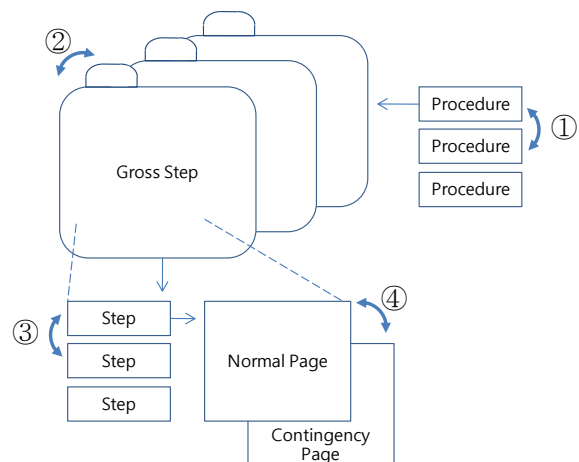 ②
Procedure
①
Procedure
Gross Step
Procedure
④
Step
③
Normal Page
Step
Step
Contingency
Page